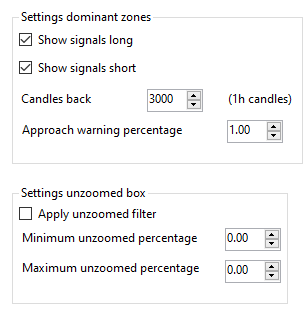 Settings dominant zones
Show signals long
Show signals short
Candles back 3000 (1h candles)
Approach warning percentage 1.00
Settings unzoomed box
Apply unzoomed filter
Minimum unzoomed percentage 0.00
Maximum unzoomed percentage 0.00